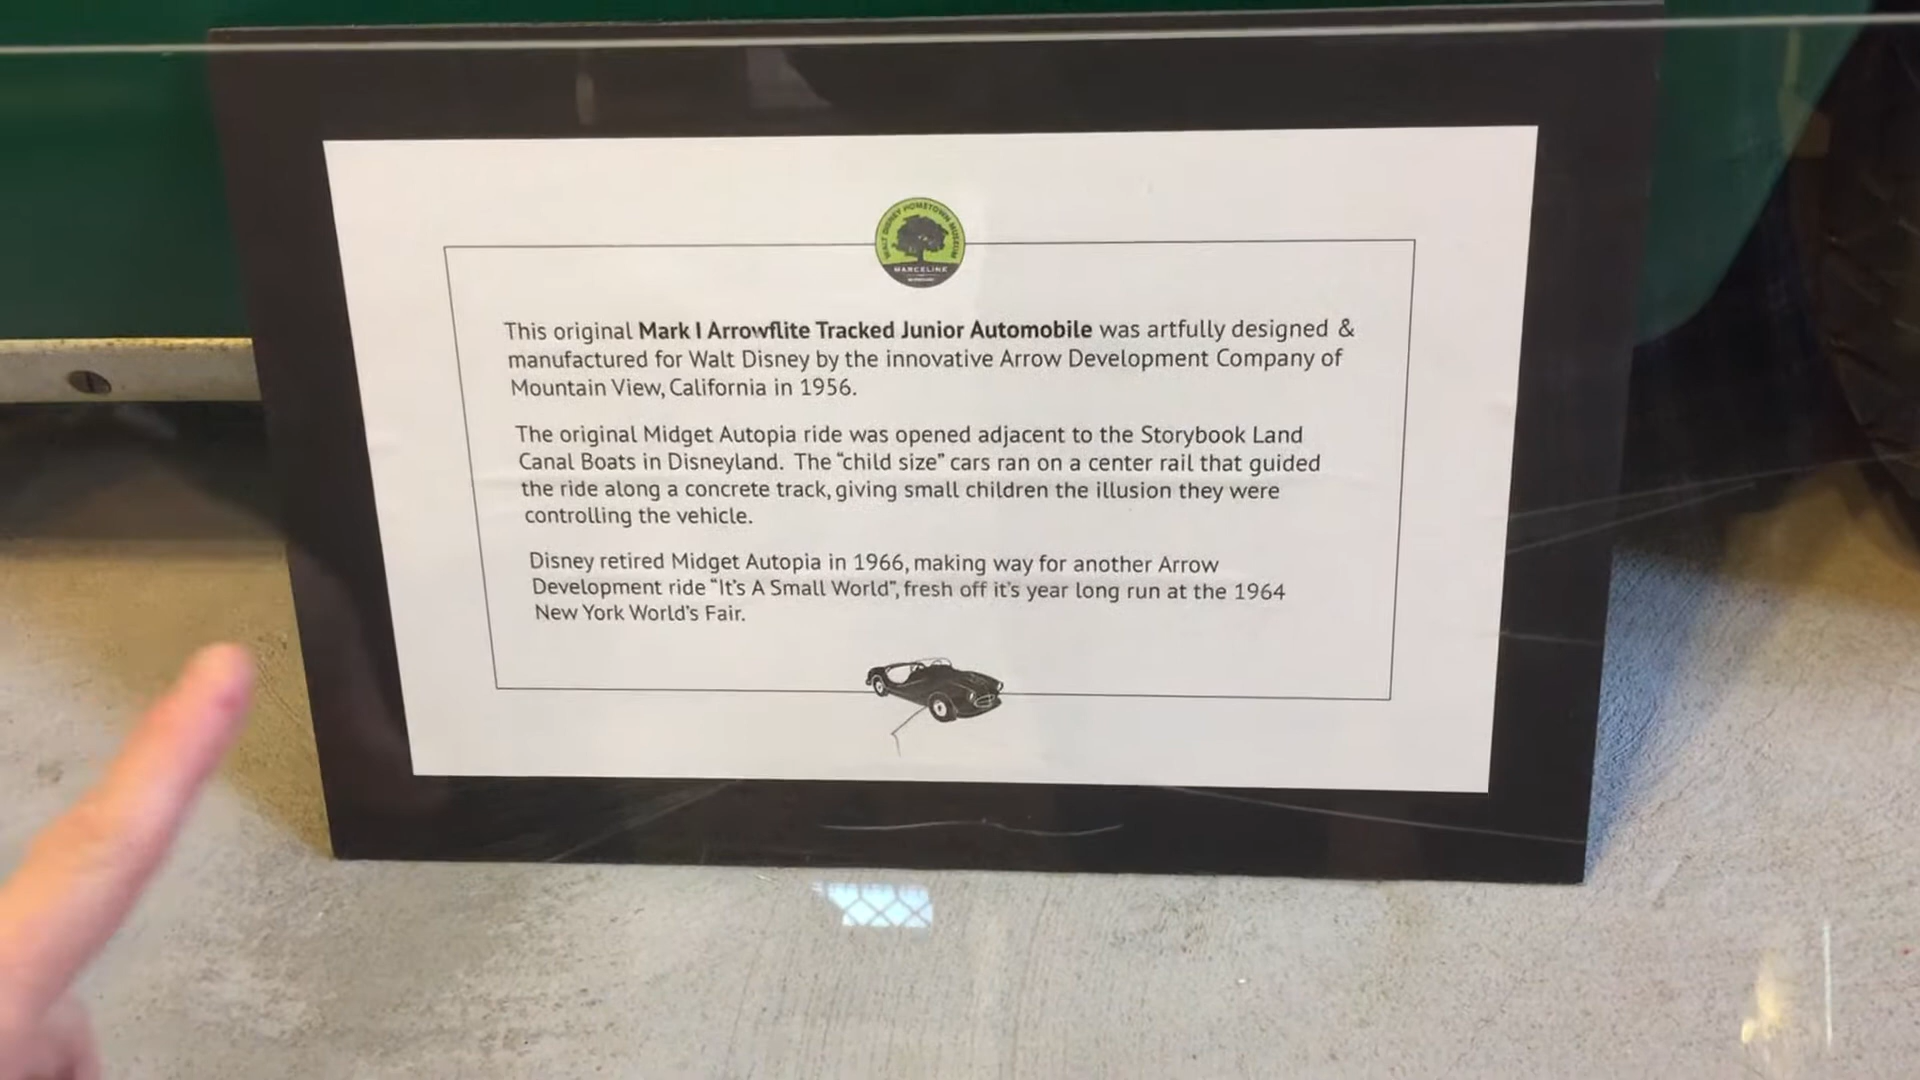 WALT DISNEY HOMETOWN MUSEUM
MARCELINE
This original Mark I Arrowflite Tracked Junior Automobile was artfully designed &
manufactured for Walt Disney by the innovative Arrow Development Company of
Mountain View, California in 1956.
The original Midget Autopia ride was opened adjacent to the Storybook Land
Canal Boats in Disneyland. The “child size” cars ran on a center rail that guided
the ride along a concrete track, giving small children the illusion they were
controlling the vehicle.
Disney retired Midget Autopia in 1966, making way for another Arrow
Development ride “It’s A Small World”, fresh off it’s year long run at the 1964
New York World’s Fair.